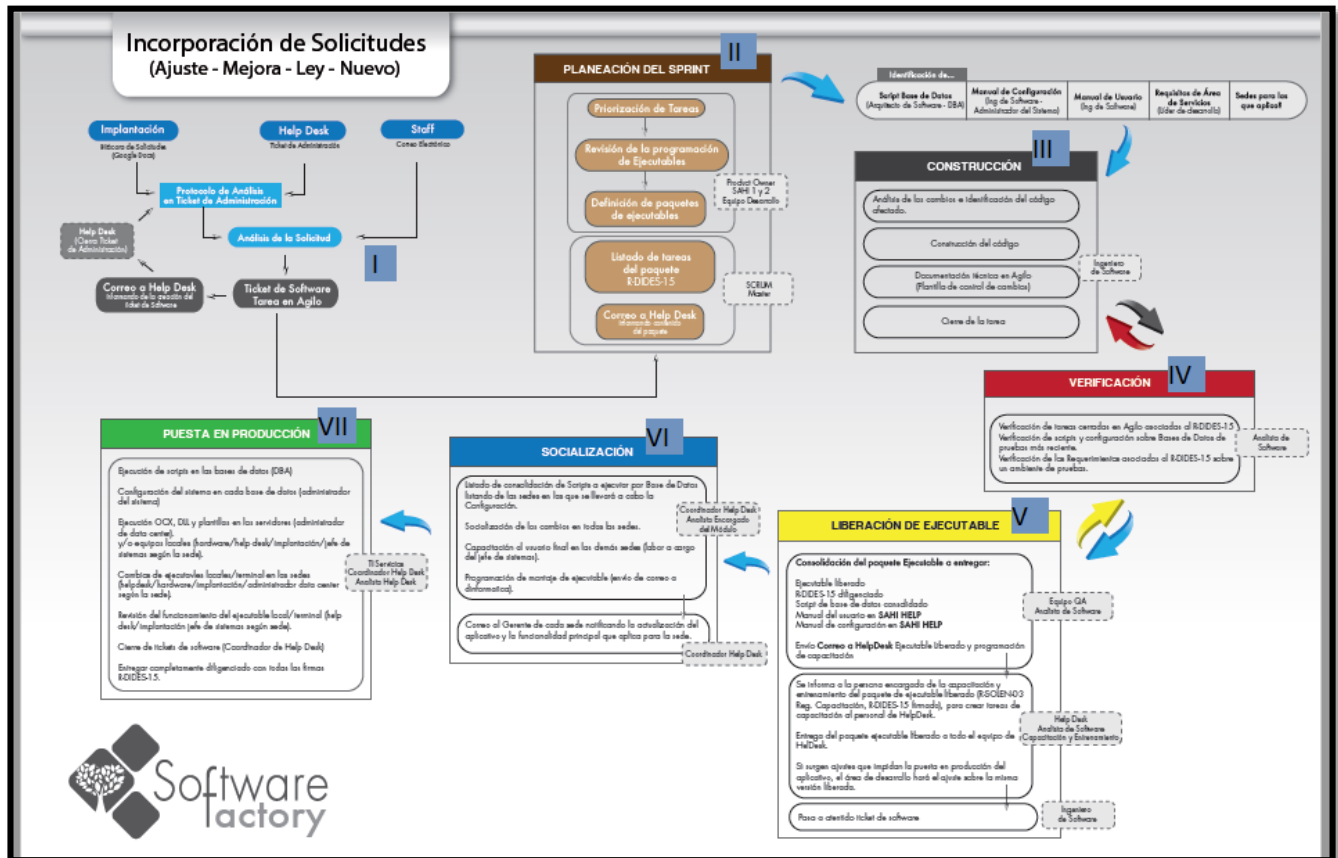 Incorporación de Solicitudes
(Ajuste - Mejora - Ley - Nuevo)
Implantación
Bitácora de Solicitudes
(Google Docs)
Help Desk
Ticket de Administración
Staff
Correo Electrónico
Protocolo de Análisis
en Ticket de Administración
Help Desk
(Cierra Ticket
de Administración)
Análisis de la Solicitud
I
Correo a Help Desk
Informando de la creación del
ticket de Software
Ticket de Software
Tarea en Agilo
II
PLANEACIÓN DEL SPRINT
Priorización de Tareas
Revisión de la programación
de Ejecutables
Definición de paquetes
de ejecutables
Product Owner
SAHI 1 y 2
Equipo Desarrollo
Listado de tareas
del paquete
R-DIDES-15
SCRUM
Master
Correo a Help Desk
Informando contenido
del paquete
Identificación de...
Script Base de Datos
(Arquitecto de Software - DBA)
Manual de Configuración
(Ing de Software -
Administrador del Sistema)
Manual de Usuario
(Ing de Software)
Requisitos de Área
de Servicios
(Líder de desarrollo)
Sedes para las
que aplica?
III
CONSTRUCCIÓN
Análisis de los cambios e identificación del código
afectado.
Construcción del código
Documentación técnica en Agilo
(Plantilla de control de cambios)
Cierre de la tarea
Ingeniero
de Software
IV
VERIFICACIÓN
Verificación de tareas cerradas en Agilo asociadas al R-DIDES-15
Verificación de scripts y configuración sobre Bases de Datos de
pruebas más reciente.
Verificación de los Requerimientos asociados al R-DIDES-15 sobre
un ambiente de pruebas.
Analista de
Software
V
LIBERACIÓN DE EJECUTABLE
Consolidación del paquete Ejecutable a entregar:
Ejecutable liberado
R-DIDES-15 diligenciado
Script de base de datos consolidado
Manual del usuario en SAHI HELP
Manual de configuración en SAHI HELP
Envío Correo a HelpDesk Ejecutable liberado y programación
de capacitación
Equipo QA
Analista de Software
Se informa a la persona encargada de la capacitación y
entrenamiento del paquete de ejecutable liberado (R-SOLEN-03
Reg. Capacitación, R-DIDES-15 firmado), para crear tareas de
capacitación al personal de HelpDesk.
Entrega del paquete ejecutable liberado a todo el equipo de
HelDesk.
Si surgen ajustes que impidan la puesta en producción del
aplicativo, el área de desarrollo hará el ajuste sobre la misma
versión liberada.
Help Desk
Analista de Software
Capacitación y Entrenamiento
Pasa a atendido ticket de software
Ingeniero
de Software
VI
SOCIALIZACIÓN
Listado de consolidación de Scripts a ejecutar por Base de Datos
listando de las sedes en las que se llevará a cabo la
Configuración.
Socialización de los cambios en todas las sedes.
Capacitación al usuario final en las demás sedes (labor a cargo
del jefe de sistemas).
Programación de montaje de ejecutable (envío de correo a
dinformatica).
Coordinador Help Desk
Analista Encargado
del Módulo
Correo al Gerente de cada sede notificando la actualización del
aplicativo y la funcionalidad principal que aplica para la sede.
Coordinador Help Desk
VII
PUESTA EN PRODUCCIÓN
Ejecución de scripts en las bases de datos (DBA)
Configuración del sistema en cada base de datos (administrador
del sistema)
Ejecución OCX, DLL y plantillas en los servidores (administrador
de data center).
y/o equipos locales (hardware/help desk/implantación/jefe de
sistemas según la sede).
Cambios de ejecutables locales/terminal en las sedes
(helpdesk/hardware/implantación/administrador data center
según la sede).
Revisión del funcionamiento del ejecutable local/terminal (help
desk/implantación (jefe de sistemas según sede).
Cierre de tickets de software (Coordinador de Help Desk)
Entregar completamente diligenciado con todas las firmas
R-DIDES-15.
TI Servicios
Coordinador Help Desk
Analista Help Desk
Software
factory